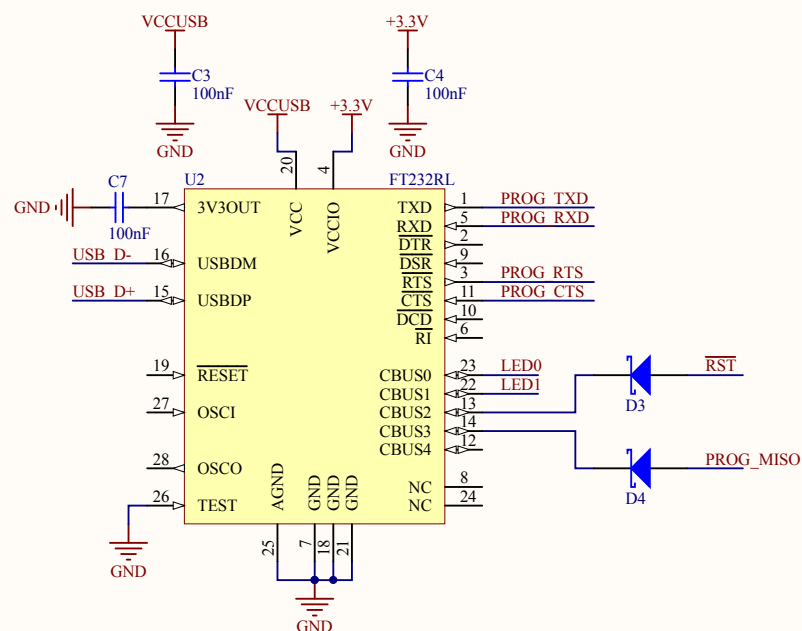 VCCUSB
+3.3V
C3
100nF
C4
100nF
VCCUSB
+3.3V
GND
GND
20
4
C7
U2
FT232RL
GND
100nF
17
3V3OUT
VCC
VCCIO
TXD
1
PROG_TXD
RXD
5
PROG_RXD
DTR
2
USB_D-
16
USBDM
DSR
9
RTS
3
PROG_RTS
USB_D+
15
USBDP
CTS
11
PROG_CTS
DCD
10
RI
6
19
RESET
CBUS0
23
LED0
RST
CBUS1
22
LED1
27
OSCI
CBUS2
13
D3
CBUS3
14
28
OSCO
CBUS4
12
PROG_MISO
D4
26
TEST
AGND
GND
GND
GND
NC
8
NC
24
25
7
18
21
GND
GND